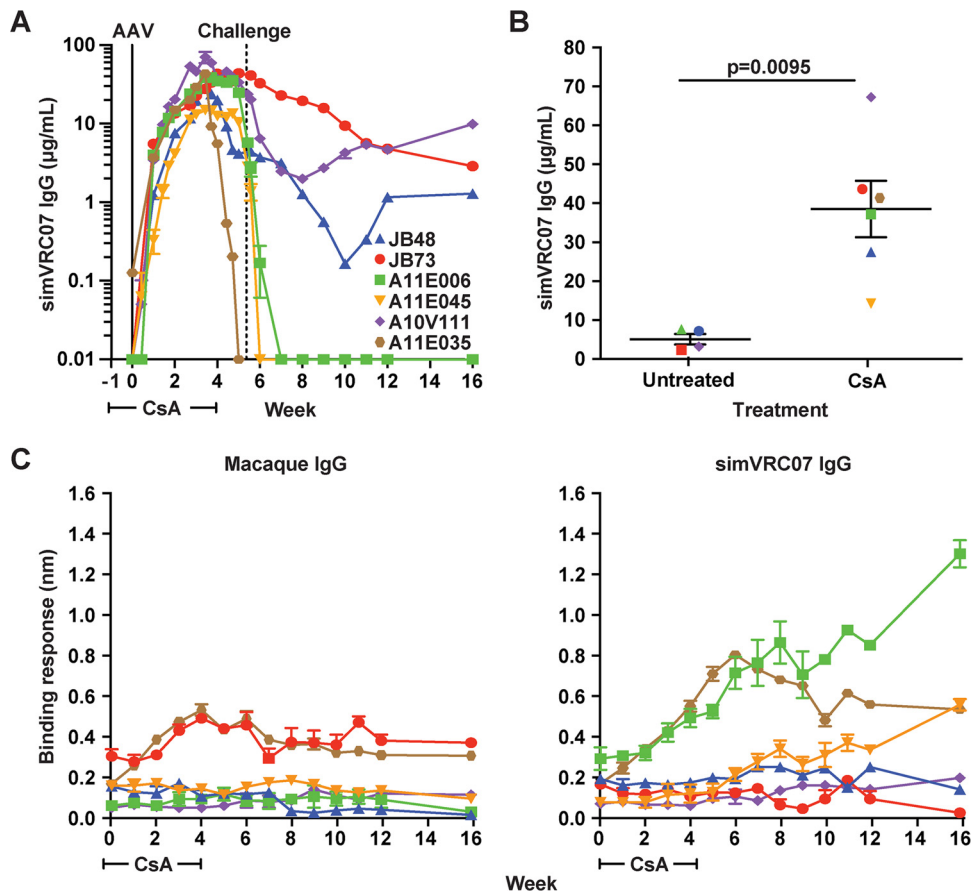 A
AAV
Challenge
simVRC07 IgG (µg/mL)
100
10
1
0.1
0.01
JB48
JB73
A11E006
A11E045
A10V111
A11E035
-1 0 2 4 6 8 10 12 14 16
CsA
Week
B
simVRC07 IgG (µg/mL)
80
70
60
50
40
30
20
10
0
p=0.0095
Untreated CsA
Treatment
C
Macaque IgG
Binding response (nm)
1.6
1.4
1.2
1.0
0.8
0.6
0.4
0.2
0.0
0 2 4 6 8 10 12 14 16
CsA
simVRC07 IgG
1.6
1.4
1.2
1.0
0.8
0.6
0.4
0.2
0.0
0 2 4 6 8 10 12 14 16
CsA
Week